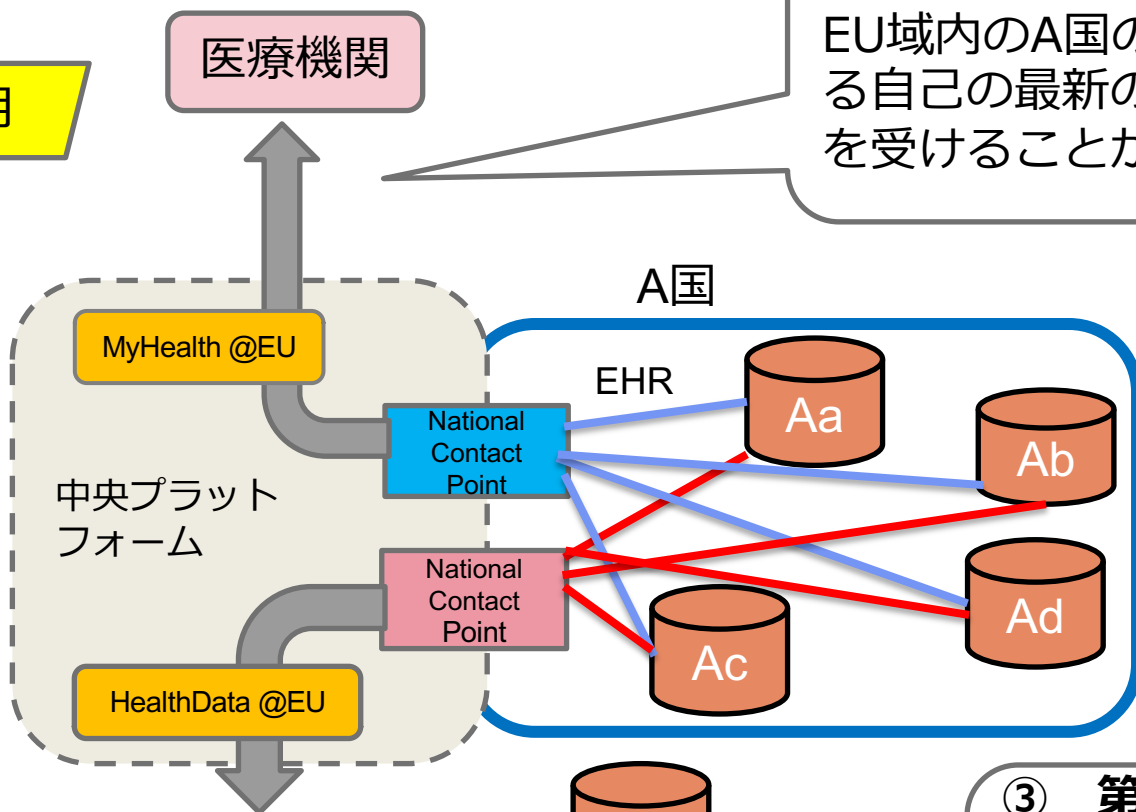 医療機関
用
EU域内のA国の
る自己の最新の
を受けることが
A国
MyHealth @EU
EHR
Aa
National
Contact
Point
Ab
中央プラット
フォーム
National
Contact
Point
Ad
Ac
HealthData @EU
③ 第